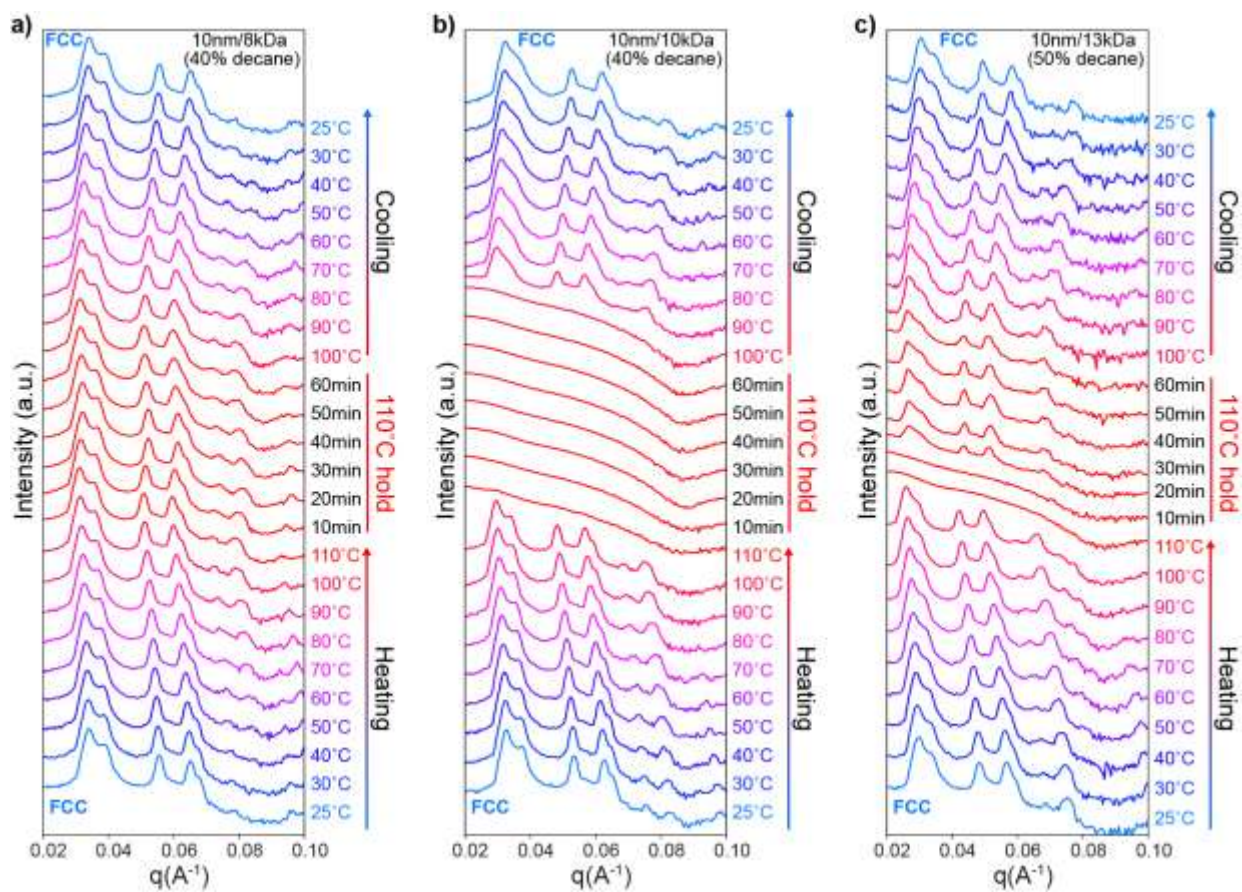 a)
FCC
10nm/8kDa
(40% decane)
25°C
30°C
40°C
50°C
60°C
70°C
80°C
90°C
100°C
60min
50min
40min
30min
20min
10min
110°C
100°C
90°C
80°C
70°C
60°C
50°C
40°C
30°C
25°C
FCC
Cooling
110°C hold
Heating
Intensity (a.u.)
0.02 0.04 0.06 0.08 0.10
q(A⁻¹)
b)
FCC
10nm/10kDa
(40% decane)
25°C
30°C
40°C
50°C
60°C
70°C
80°C
90°C
100°C
60min
50min
40min
30min
20min
10min
110°C
100°C
90°C
80°C
70°C
60°C
50°C
40°C
30°C
25°C
FCC
Cooling
110°C hold
Heating
Intensity (a.u.)
0.02 0.04 0.06 0.08 0.10
q(A⁻¹)
c)
FCC
10nm/13kDa
(50% decane)
25°C
30°C
40°C
50°C
60°C
70°C
80°C
90°C
100°C
60min
50min
40min
30min
20min
10min
110°C
100°C
90°C
80°C
70°C
60°C
50°C
40°C
30°C
25°C
FCC
Cooling
110°C hold
Heating
Intensity (a.u.)
0.02 0.04 0.06 0.08 0.10
q(A⁻¹)